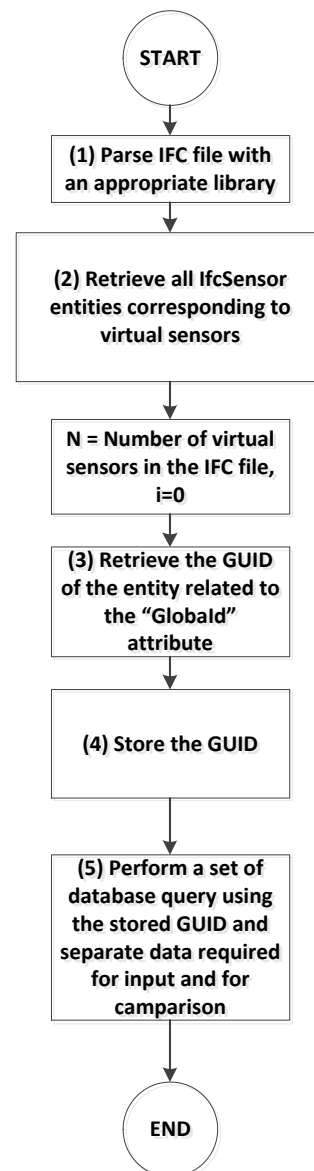 START
(1) Parse IFC file with
an appropriate library
(2) Retrieve all IfcSensor
entities corresponding to
virtual sensors
N = Number of virtual
sensors in the IFC file,
i=0
(3) Retrieve the GUID
of the entity related to
the “GlobaId”
attribute
(4) Store the GUID
(5) Perform a set of
database query using
the stored GUID and
separate data required
for input and for
camparison
END